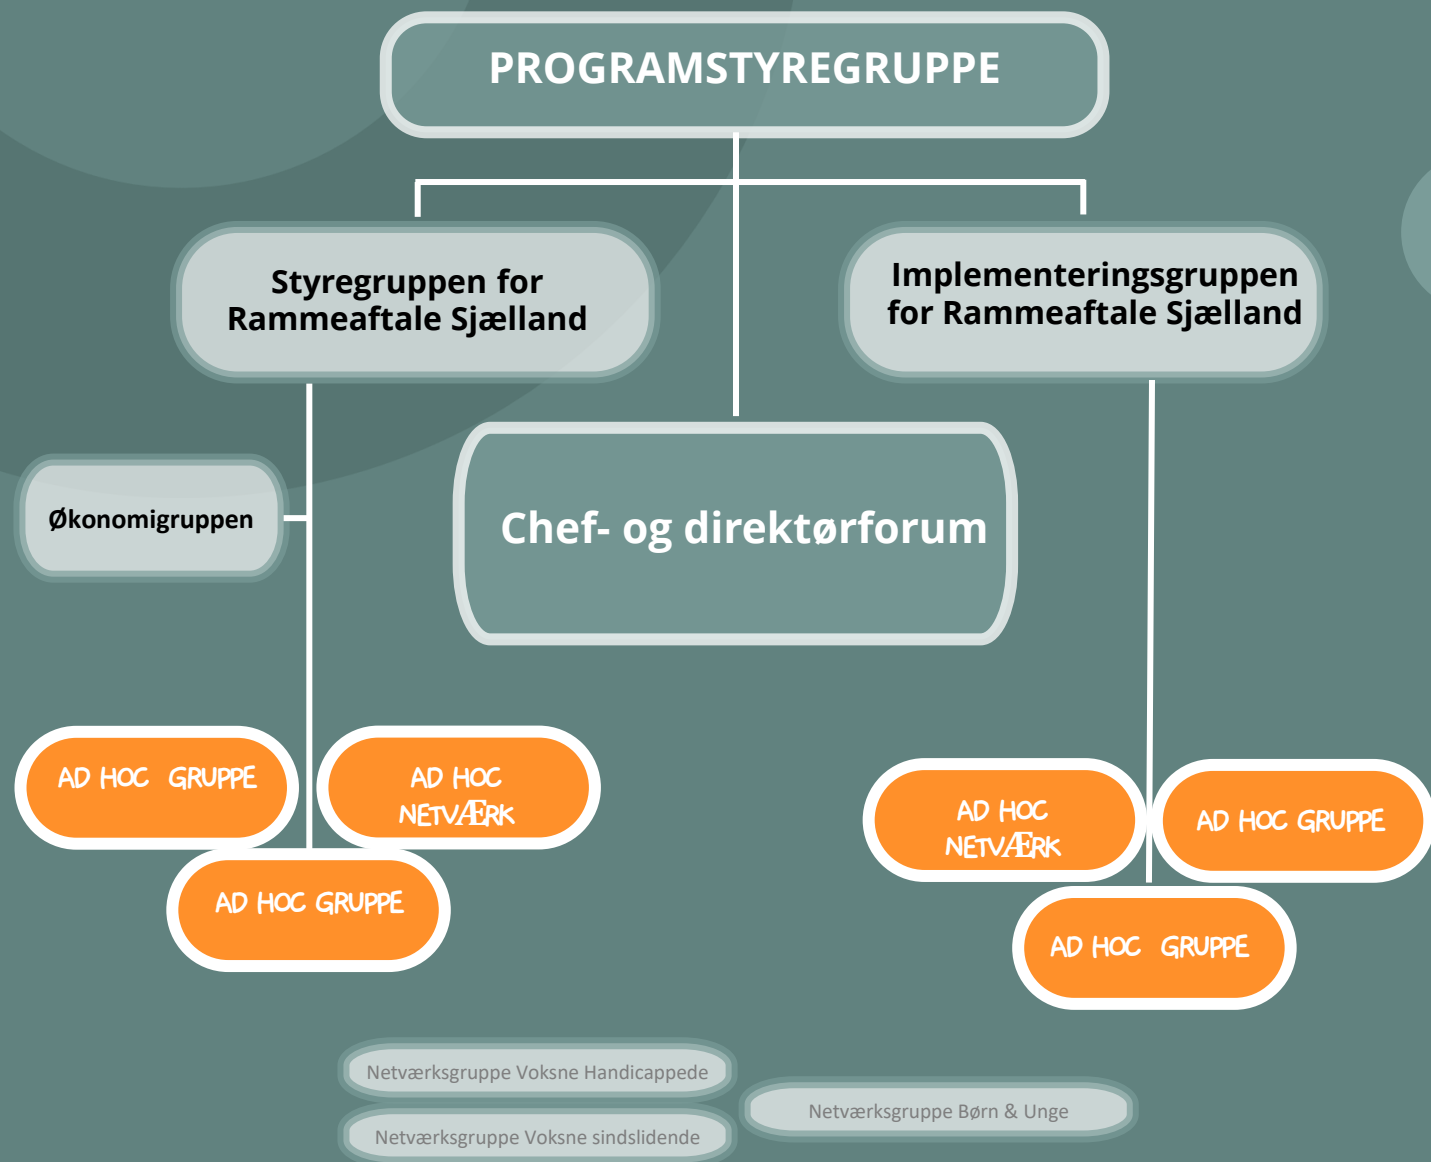 PROGRAMSTYREGRUPPE
Styregruppen for
Rammeaftale Sjælland
Implementeringsgruppen
for Rammeaftale Sjælland
Økonomigruppen
Chef- og direktørforum
AD HOC GRUPPE
AD HOC
NETVÆRK
AD HOC GRUPPE
AD HOC
NETVÆRK
AD HOC GRUPPE
AD HOC GRUPPE
Netværksgruppe Voksne Handicappede
Netværksgruppe Børn & Unge
Netværksgruppe Voksne sindslidende